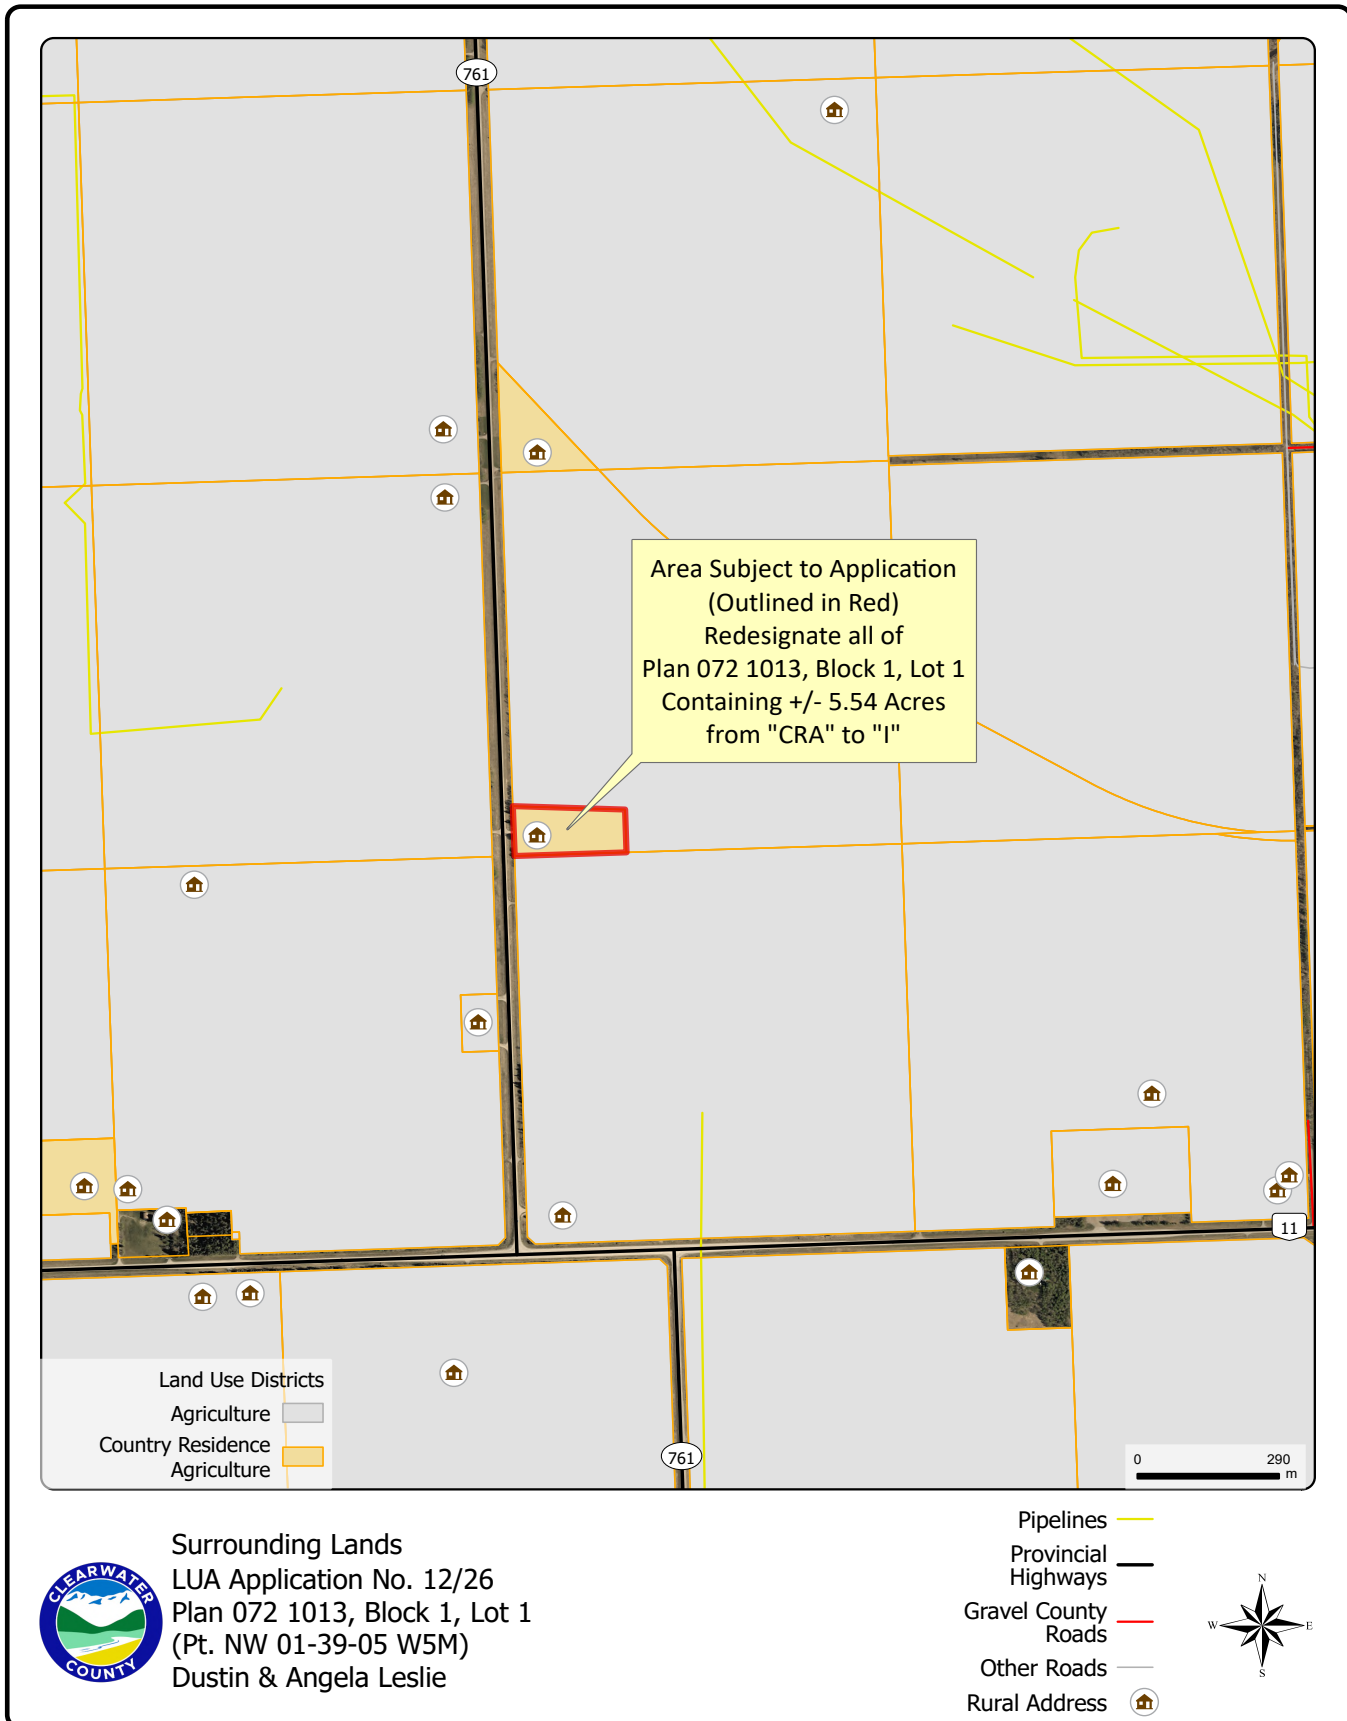 761
Area Subject to Application
(Outlined in Red)
Redesignate all of
Plan 072 1013, Block 1, Lot 1
Containing +/- 5.54 Acres
from "CRA" to "I"
11
761
Land Use Districts
Agriculture
Country Residence
Agriculture
0 290
m
CLEARWATER
COUNTY
Surrounding Lands
LUA Application No. 12/26
Plan 072 1013, Block 1, Lot 1
(Pt. NW 01-39-05 W5M)
Dustin & Angela Leslie
Pipelines
Provincial
Highways
Gravel County
Roads
Other Roads
Rural Address
N
W E
S